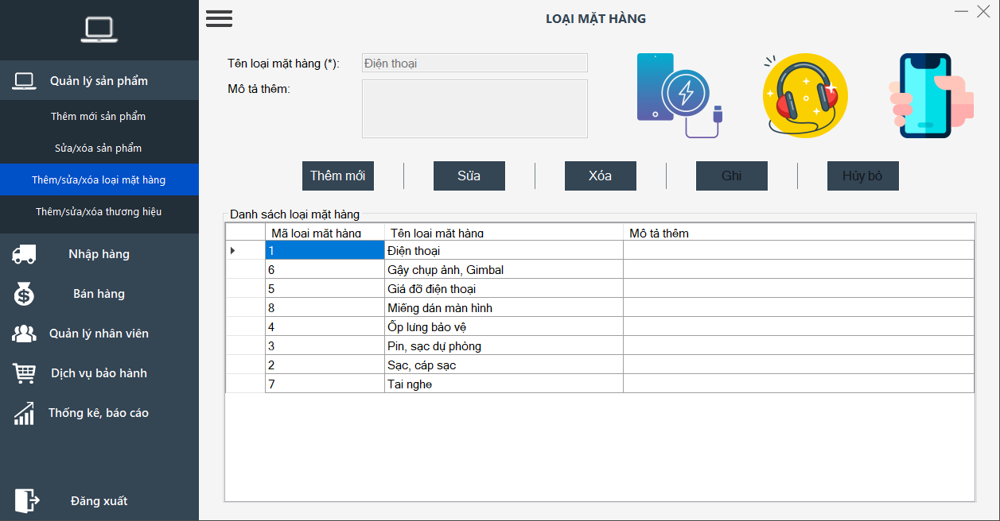 LOẠI MẶT HÀNG
Quản lý sản phẩm
Thêm mới sản phẩm
Sửa/xóa sản phẩm
Thêm/sửa/xóa loại mặt hàng
Thêm/sửa/xóa thương hiệu
Nhập hàng
Bán hàng
Quản lý nhân viên
Dịch vụ bảo hành
Thống kê, báo cáo
Đăng xuất
Tên loại mặt hàng (*): Điện thoại
Mô tả thêm:
Thêm mới Sửa Xóa Ghi Hủy bỏ
Danh sách loại mặt hàng
Mã loại mặt hàng Tên loại mặt hàng Mô tả thêm
1 Điện thoại
6 Gậy chụp ảnh, Gimbal
5 Giá đỡ điện thoại
8 Miếng dán màn hình
4 Ốp lưng bảo vệ
3 Pin, sạc dự phòng
2 Sạc, cáp sạc
7 Tai nghe